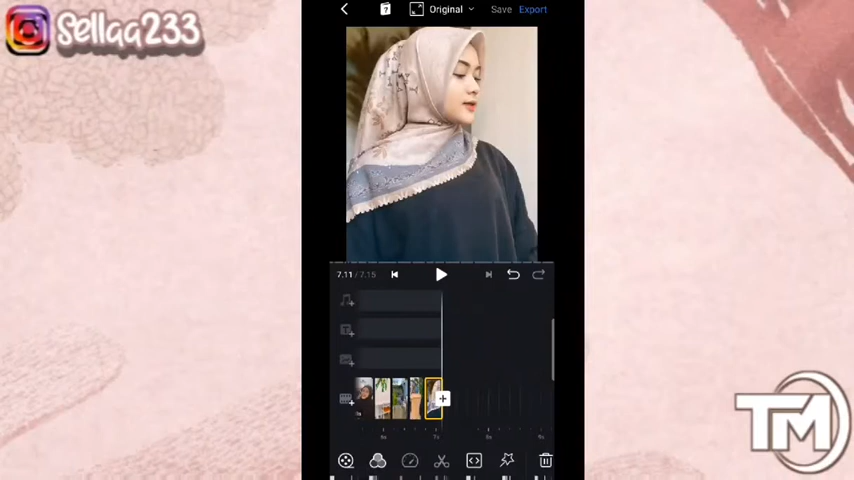 Sellaa233
?
Original
Save
Export
7.11 / 7.15
TM